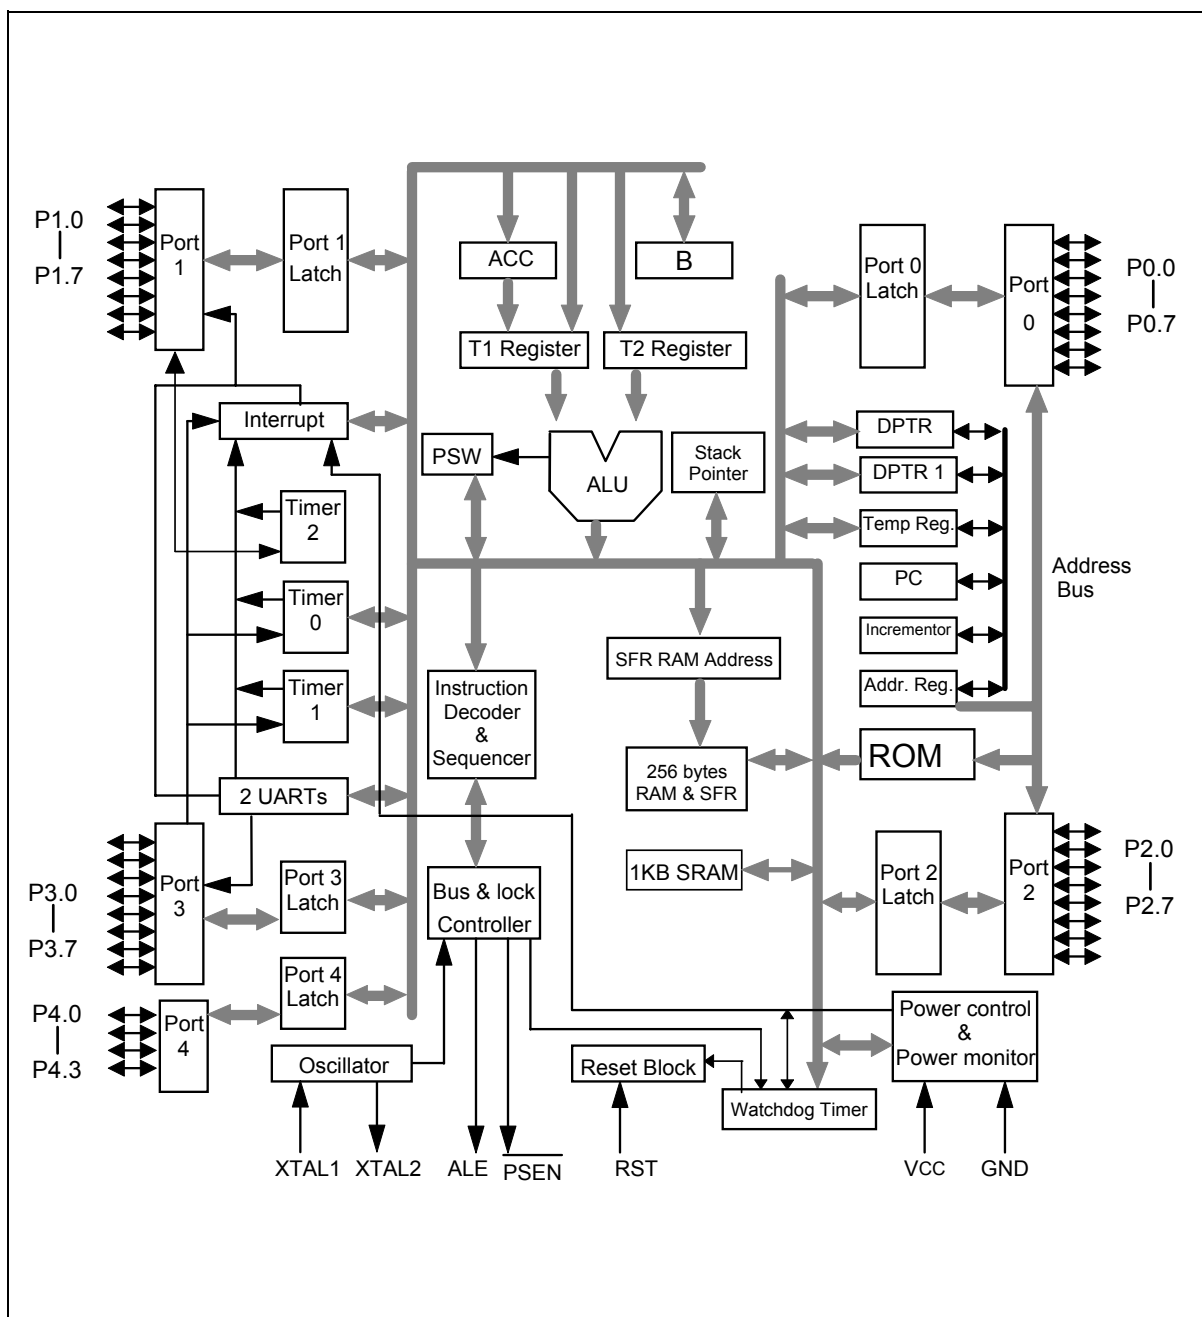 P1.0
P1.7
Port
1
Port 1
Latch
ACC
B
T1 Register
T2 Register
Port 0
Latch
Port
0
P0.0
P0.7
Interrupt
PSW
ALU
Stack
Pointer
DPTR
DPTR 1
Temp Reg.
PC
Incrementor
Addr. Reg.
Address
Bus
Timer
2
Timer
0
Timer
1
SFR RAM Address
Instruction
Decoder
&
Sequencer
256 bytes
RAM & SFR
ROM
2 UARTs
1KB SRAM
P3.0
P3.7
Port
3
Port 3
Latch
Bus & lock
Controller
Port 2
Latch
Port
2
P2.0
P2.7
P4.0
P4.3
Port
4
Port 4
Latch
Oscillator
Reset Block
Watchdog Timer
Power control
&
Power monitor
XTAL1
XTAL2
ALE
PSEN
RST
VCC
GND